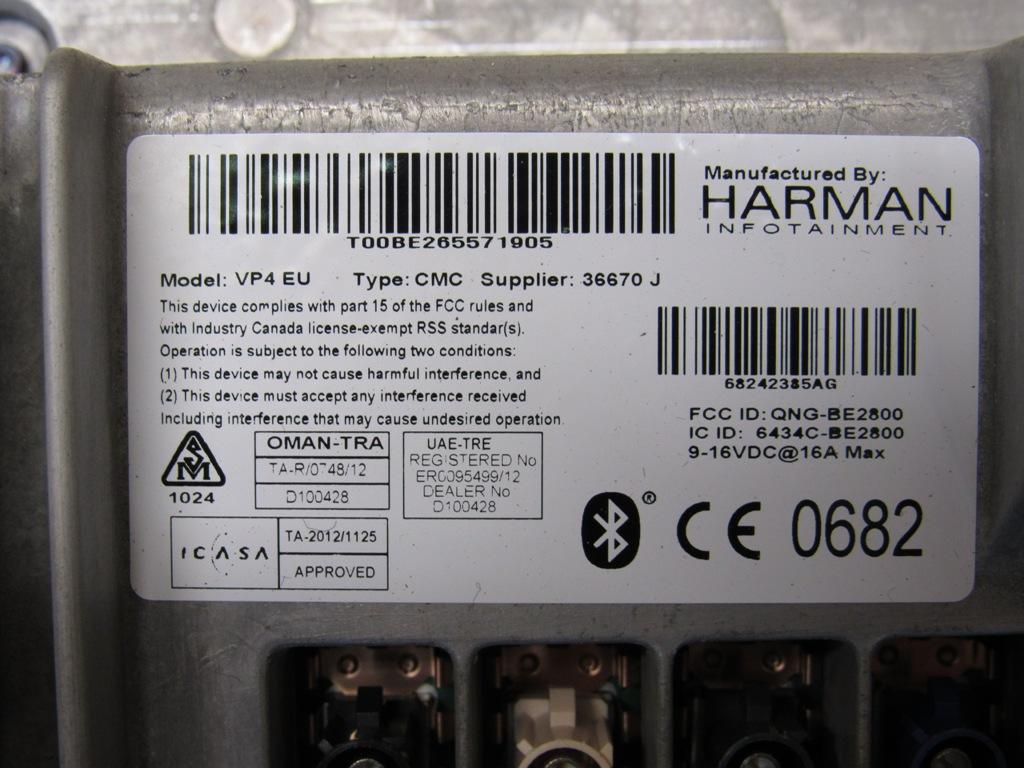 T00BE265571905
Manufactured By:
HARMAN
INFOTAINMENT.
Model: VP4 EU Type: CMC Supplier: 36670 J
This device complies with part 15 of the FCC rules and
with Industry Canada license-exempt RSS standar(s).
Operation is subject to the following two conditions:
(1) This device may not cause harmful interference, and
(2) This device must accept any interference received
Including interference that may cause undesired operation.
68242385AG
FCC ID: QNG-BE2800
IC ID: 6434C-BE2800
9-16VDC@16A Max
SM
1024
OMAN-TRA
TA-R/0748/12
D100428
UAE-TRE
REGISTERED No
ER0095499/12
DEALER No
D100428
ICASA
TA-2012/1125
APPROVED
® CE 0682